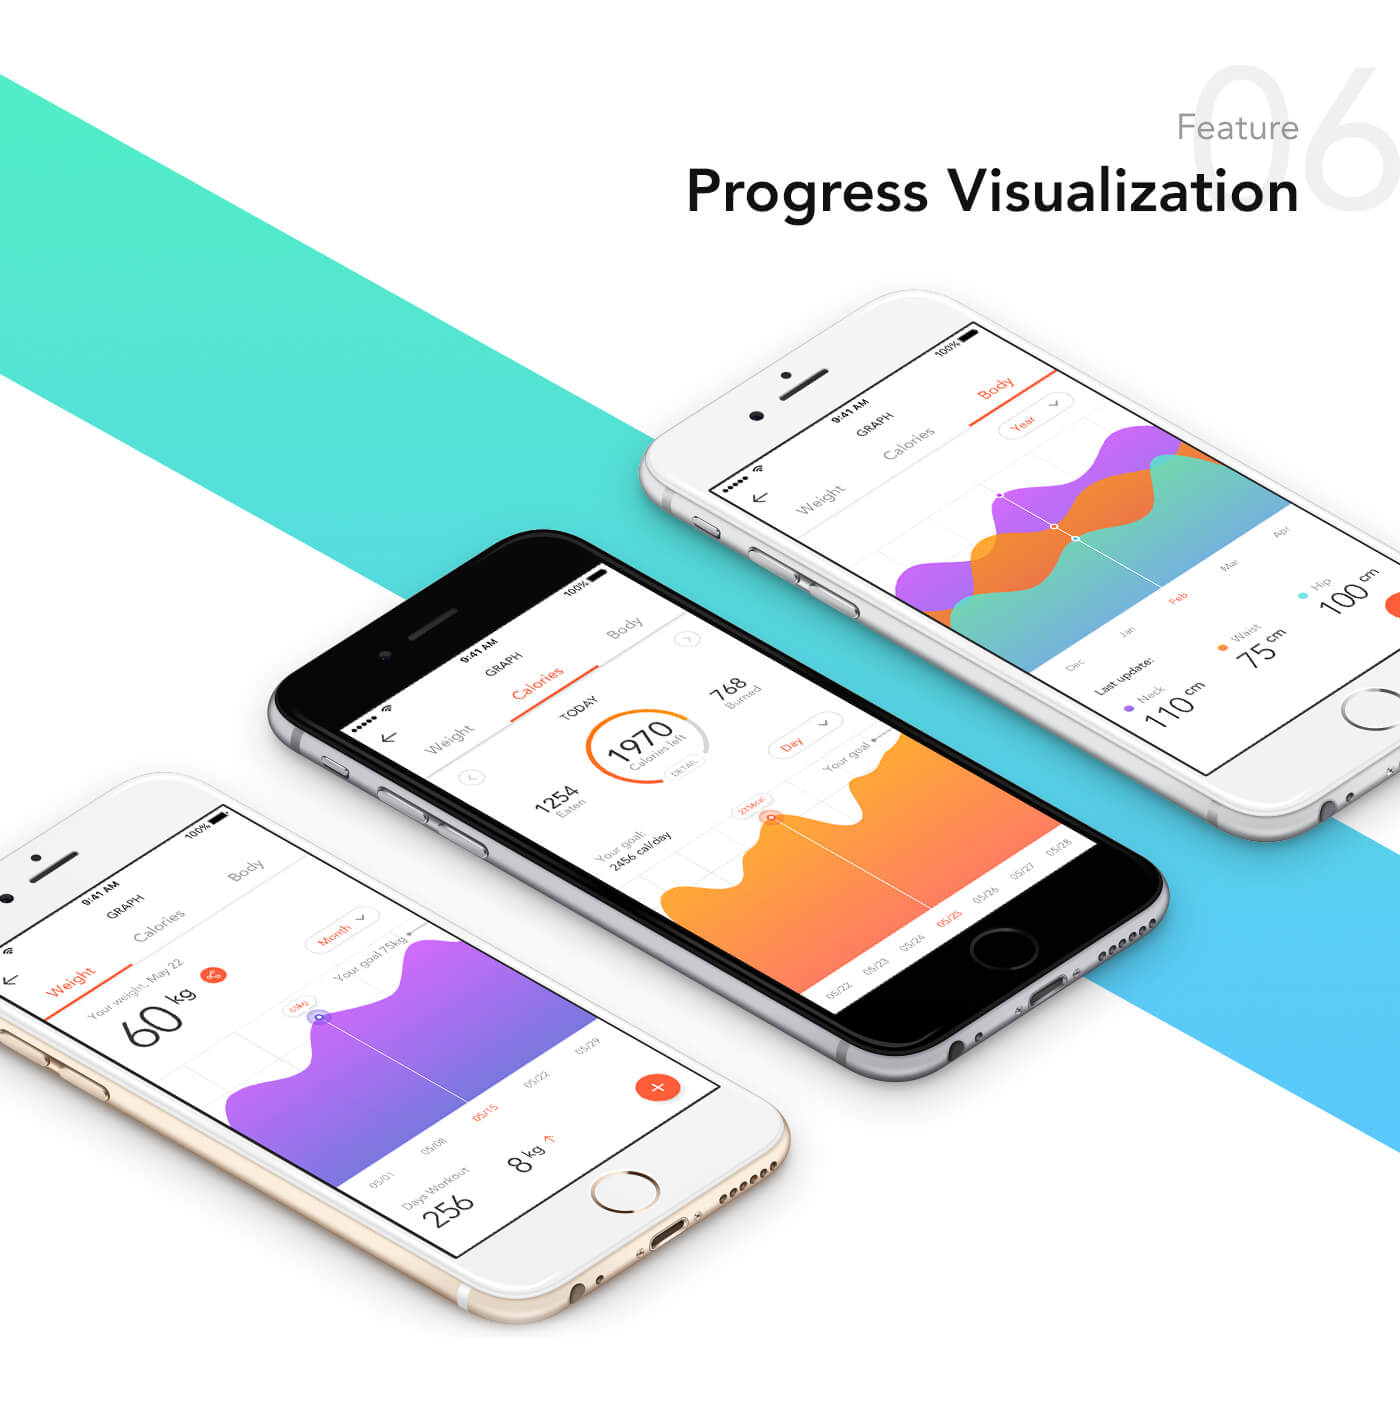 06
Feature
Progress Visualization
100%
9:41 AM
GRAPH
Weight
Calories
Body
Year
Dec
Jan
Feb
Mar
Apr
Last update:
Neck
110 cm
Waist
75 cm
Hip
100 cm
100%
9:41 AM
GRAPH
Weight
Calories
Body
TODAY
1254
Eaten
1970
Calories left
DETAIL
768
Burned
Day
Your goal:
2456 cal/day
2356cal
Your goal
05/22
05/23
05/24
05/25
05/26
05/27
05/28
100%
9:41 AM
GRAPH
Weight
Calories
Body
Your weight, May 22
60 kg
Month
65kg
Your goal 75kg
05/01
05/08
05/15
05/22
05/29
Days Workout
256
8 kg ↑